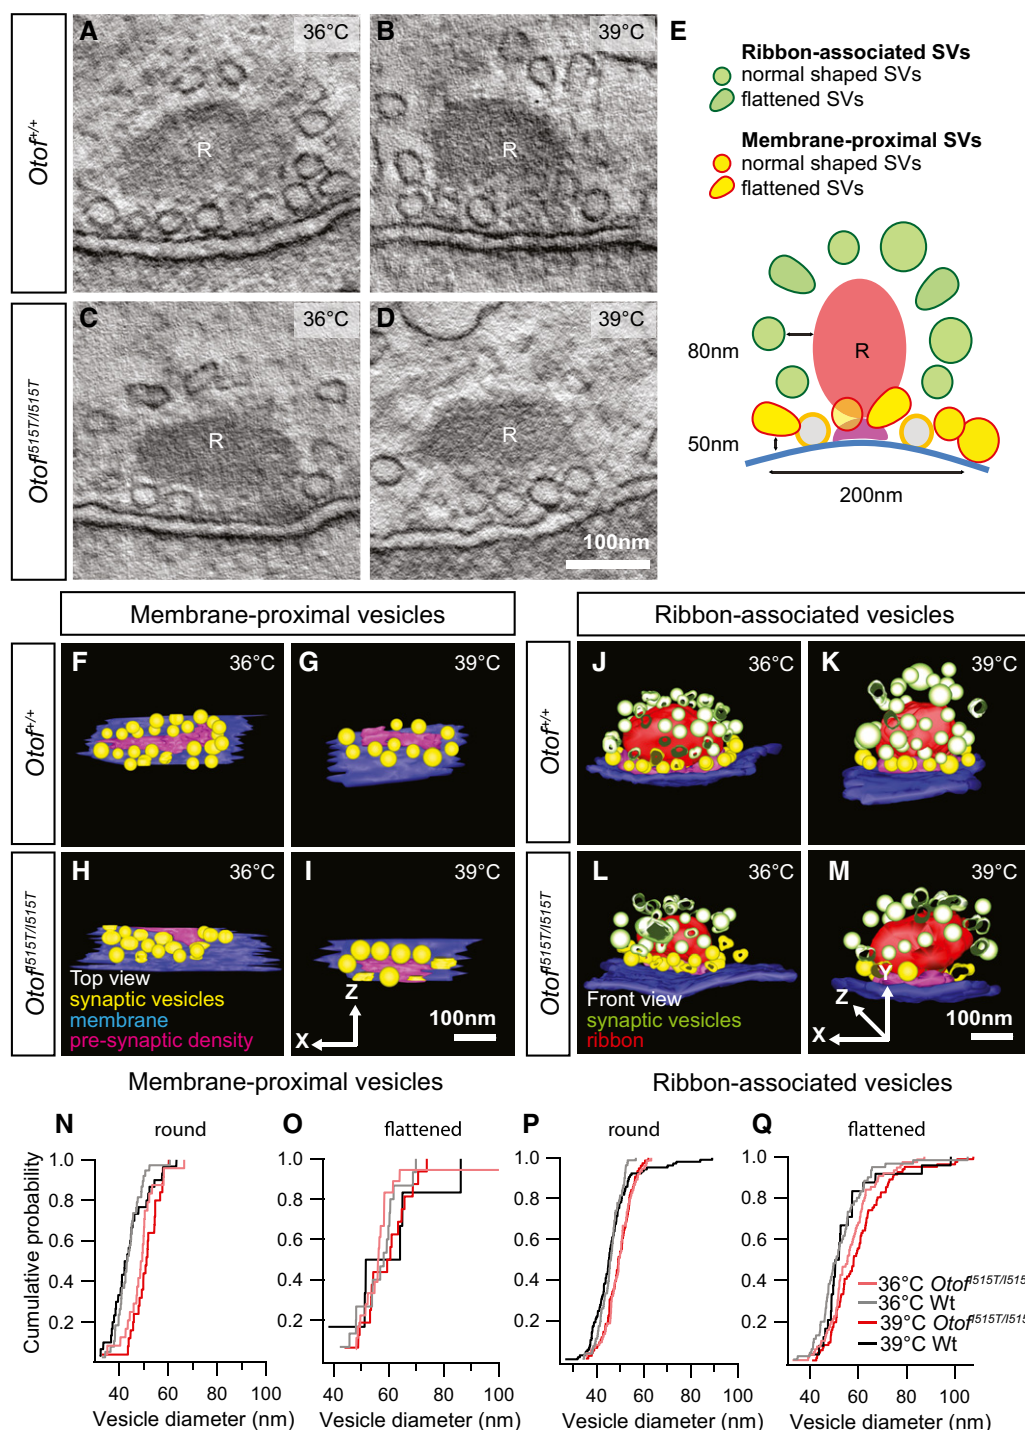 A
36°C
B
39°C
Otof+/+
R
R
C
36°C
D
39°C
OtofI515T/I515T
R
R
100nm
E
Ribbon-associated SVs
normal shaped SVs
flattened SVs
Membrane-proximal SVs
normal shaped SVs
flattened SVs
80nm
R
50nm
200nm
Membrane-proximal vesicles
Ribbon-associated vesicles
Otof+/+
F
36°C
G
39°C
Otof+/+
J
36°C
K
39°C
OtofI515T/I515T
H
36°C
Top view
synaptic vesicles
membrane
pre-synaptic density
I
39°C
Z
X
100nm
OtofI515T/I515T
L
36°C
Front view
synaptic vesicles
ribbon
M
39°C
Y
Z
X
100nm
Membrane-proximal vesicles
Ribbon-associated vesicles
N
round
Cumulative probability
1.0
0.8
0.6
0.4
0.2
40 60 80 100
Vesicle diameter (nm)
O
flattened
1.0
0.8
0.6
0.4
0.2
40 60 80 100
Vesicle diameter (nm)
P
round
1.0
0.8
0.6
0.4
0.2
40 60 80 100
Vesicle diameter (nm)
Q
flattened
1.0
0.8
0.6
0.4
0.2
36°C OtofI515T/I515
36°C Wt
39°C OtofI515T/I515
39°C Wt
40 60 80 100
Vesicle diameter (nm)